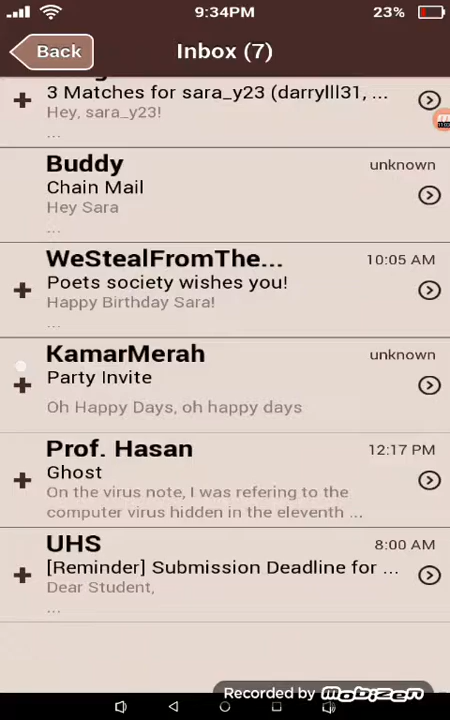 9:34PM
23%
Back
Inbox (7)
3 Matches for sara_y23 (darrylll31, ...
Hey, sara_y23!
...
Buddy
unknown
Chain Mail
Hey Sara
...
WeStealFromThe...
10:05 AM
Poets society wishes you!
Happy Birthday Sara!
...
KamarMerah
unknown
Party Invite
Oh Happy Days, oh happy days
Prof. Hasan
12:17 PM
Ghost
On the virus note, I was refering to the
computer virus hidden in the eleventh ...
UHS
8:00 AM
[Reminder] Submission Deadline for ...
Dear Student,
...
Recorded by Mobizen